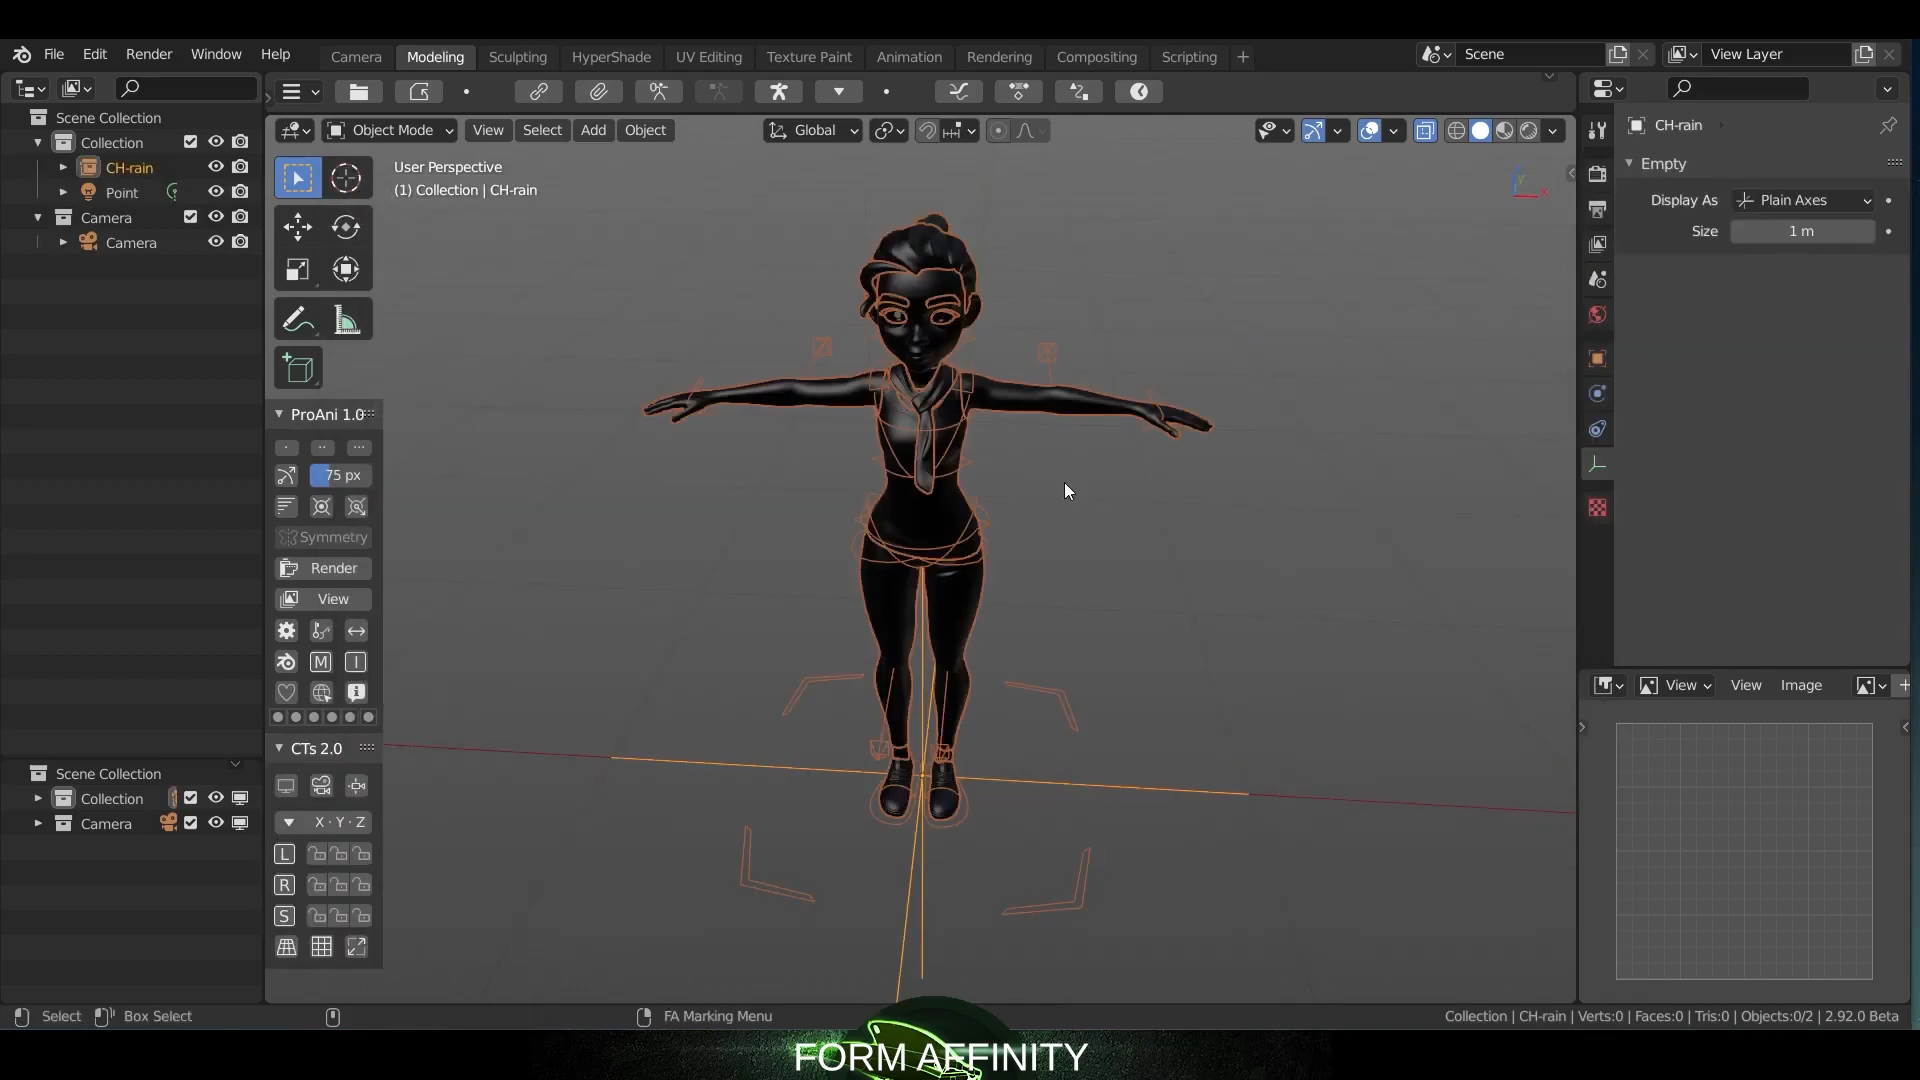 File Edit Render Window Help Camera Modeling Sculpting HyperShade UV Editing Texture Paint Animation Rendering Compositing Scripting + Scene View Layer
Object Mode View Select Add Object Global
User Perspective
(1) Collection | CH-rain
Scene Collection
Collection
CH-rain
Point
Camera
Camera
ProAni 1.0
75 px
Symmetry
Render
View
M I
CTs 2.0
X · Y · Z
L
R
S
Scene Collection
Collection
Camera
CH-rain
Empty
Display As Plain Axes
Size 1 m
View View Image
Y
X
Select Box Select FA Marking Menu Collection | CH-rain | Verts:0 | Faces:0 | Tris:0 | Objects:0/2 | 2.92.0 Beta
FORM AFFINITY